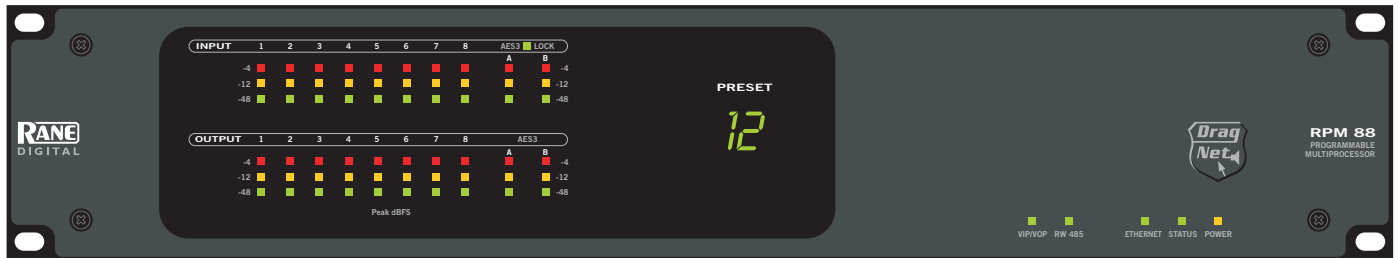 INPUT 1 2 3 4 5 6 7 8 AES3 LOCK
A B
-4 -4
-12 -12
-48 -48
OUTPUT 1 2 3 4 5 6 7 8 AES3
A B
-4 -4
-12 -12
-48 -48
Peak dBFS
PRESET
12
RANE
DIGITAL
Drag
Net
RPM 88
PROGRAMMABLE
MULTIPROCESSOR
VIP/VOP RW 485 ETHERNET STATUS POWER